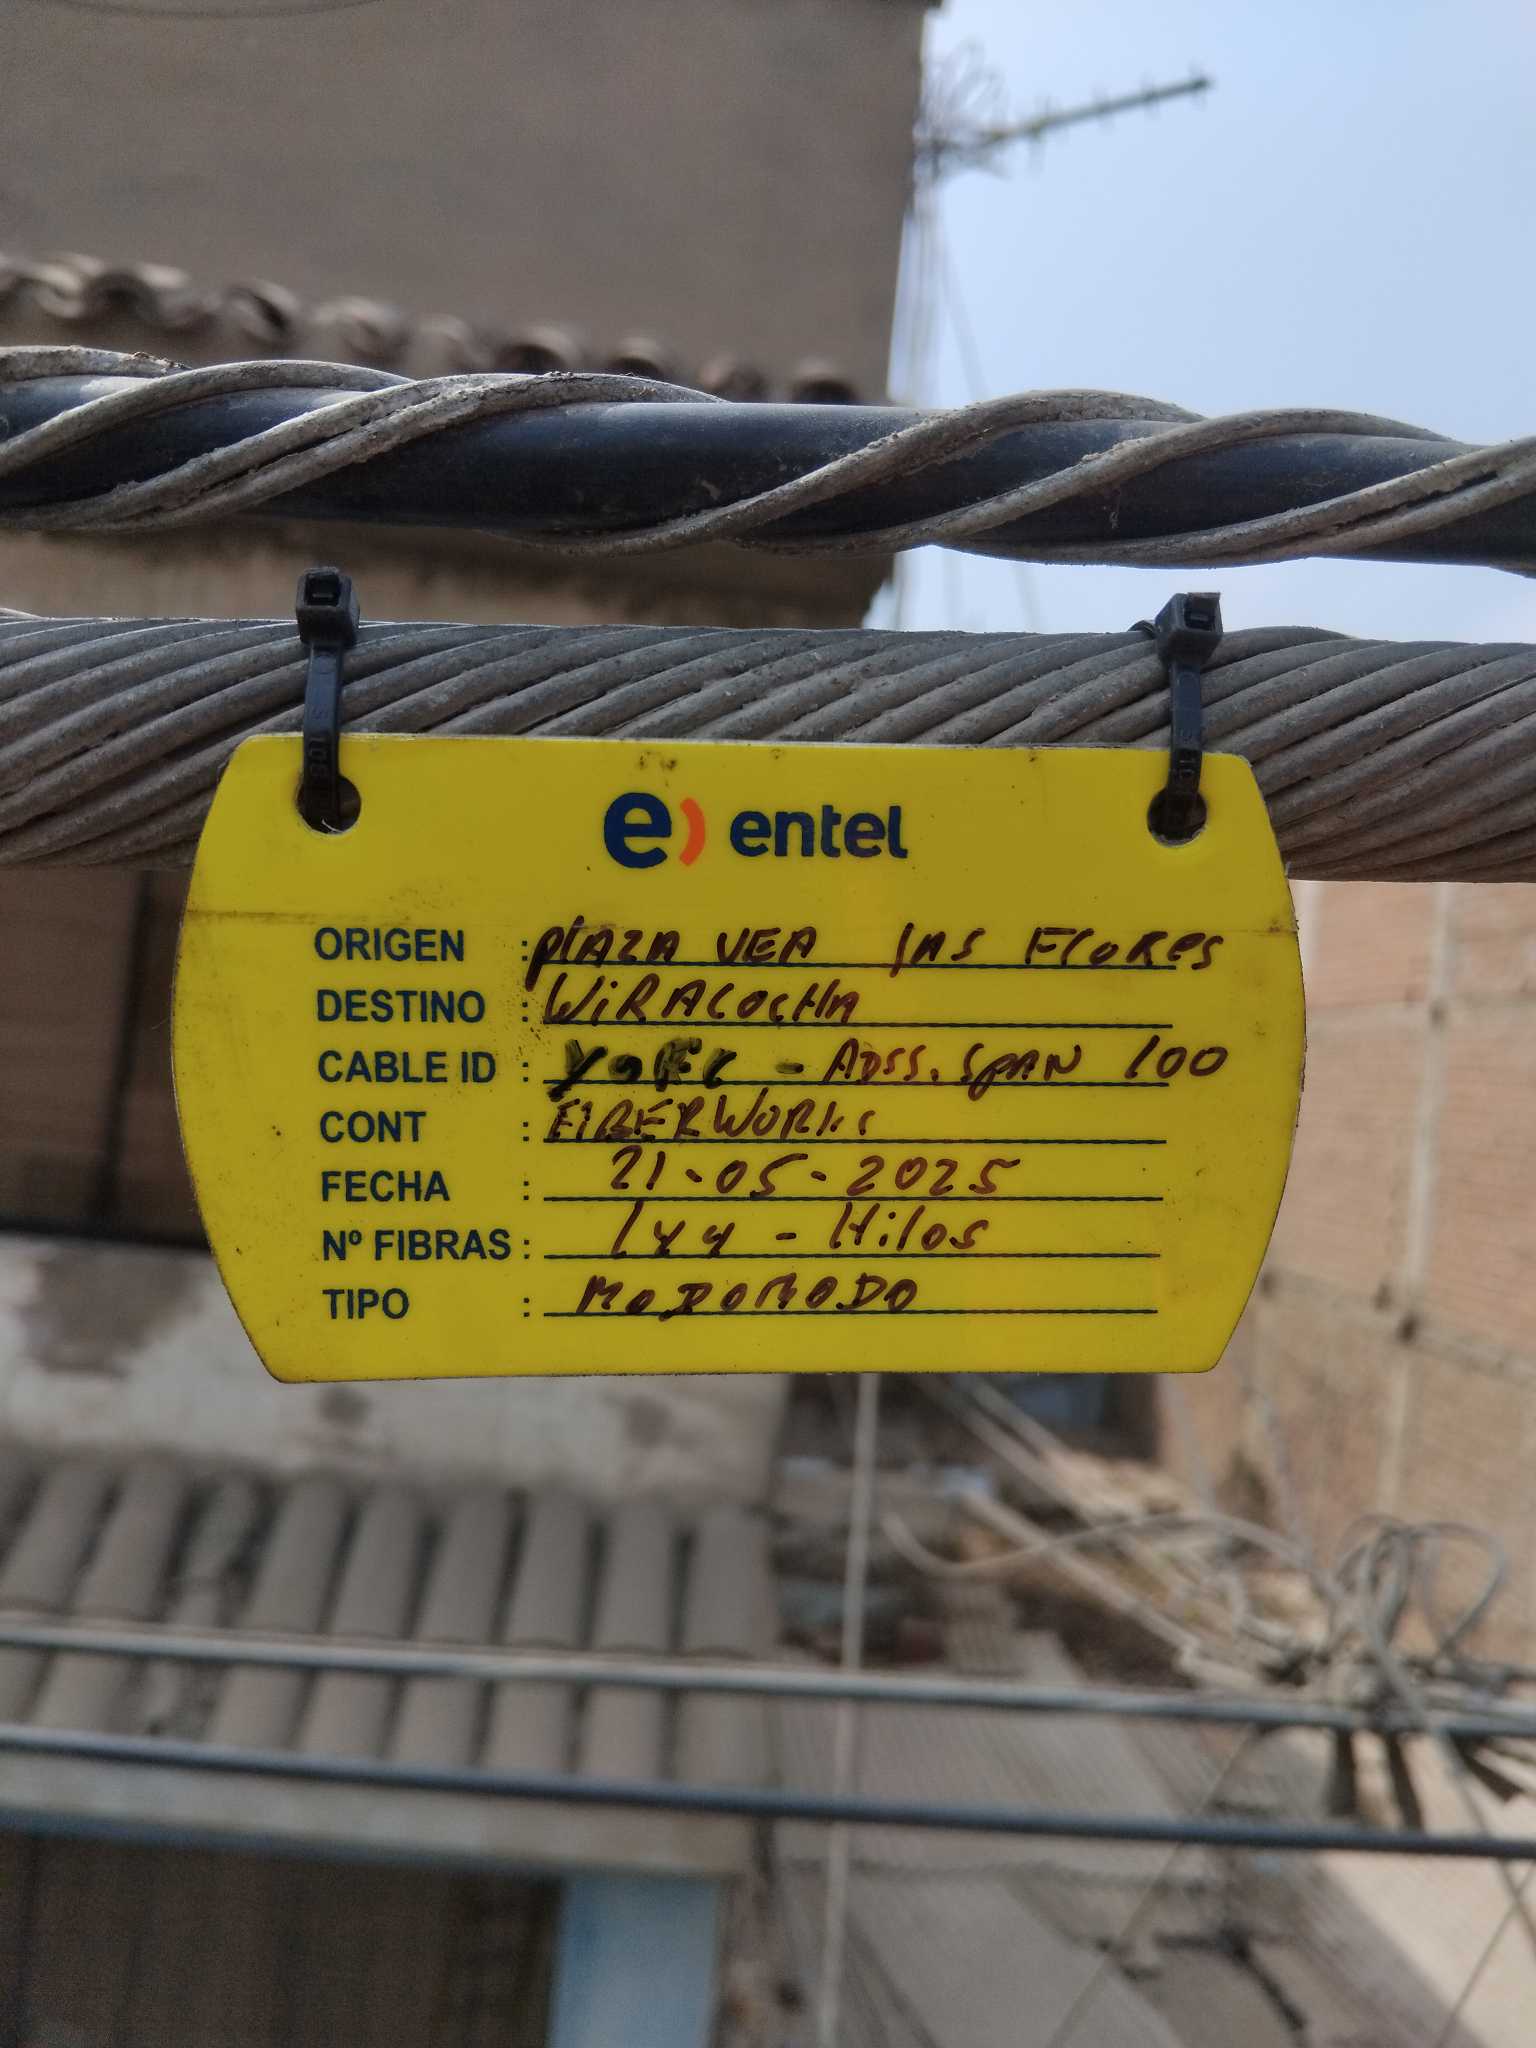 e) entel
ORIGEN : PlAZA VEA lAS FloRES
DESTINO : WiRACOCHA
CABLE ID : - ADSS. SPAN 100
CONT : FIBERWORKS
FECHA : 21-05-2025
Nº FIBRAS : 144 - Hilos
TIPO : MODOMODO